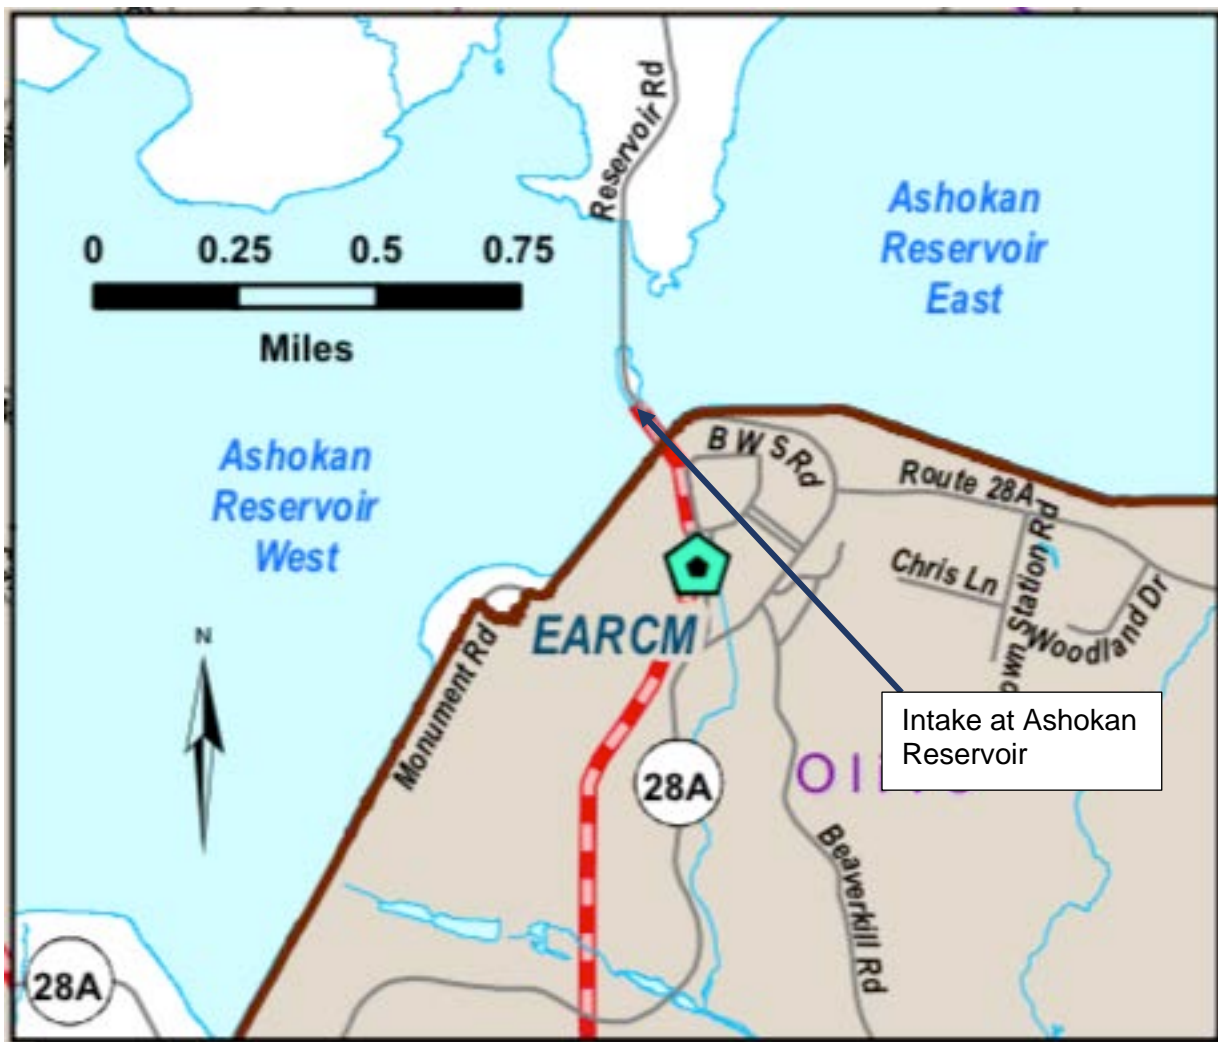 Reservoir Rd
Ashokan
Reservoir
East
0 0.25 0.5 0.75
Miles
B W S Rd
Ashokan
Reservoir
West
Route 28A
Chris Ln
own Station Rd
Woodland Dr
N
EARCM
Monument Rd
Intake at Ashokan
Reservoir
28A
Beaverkill Rd
28A